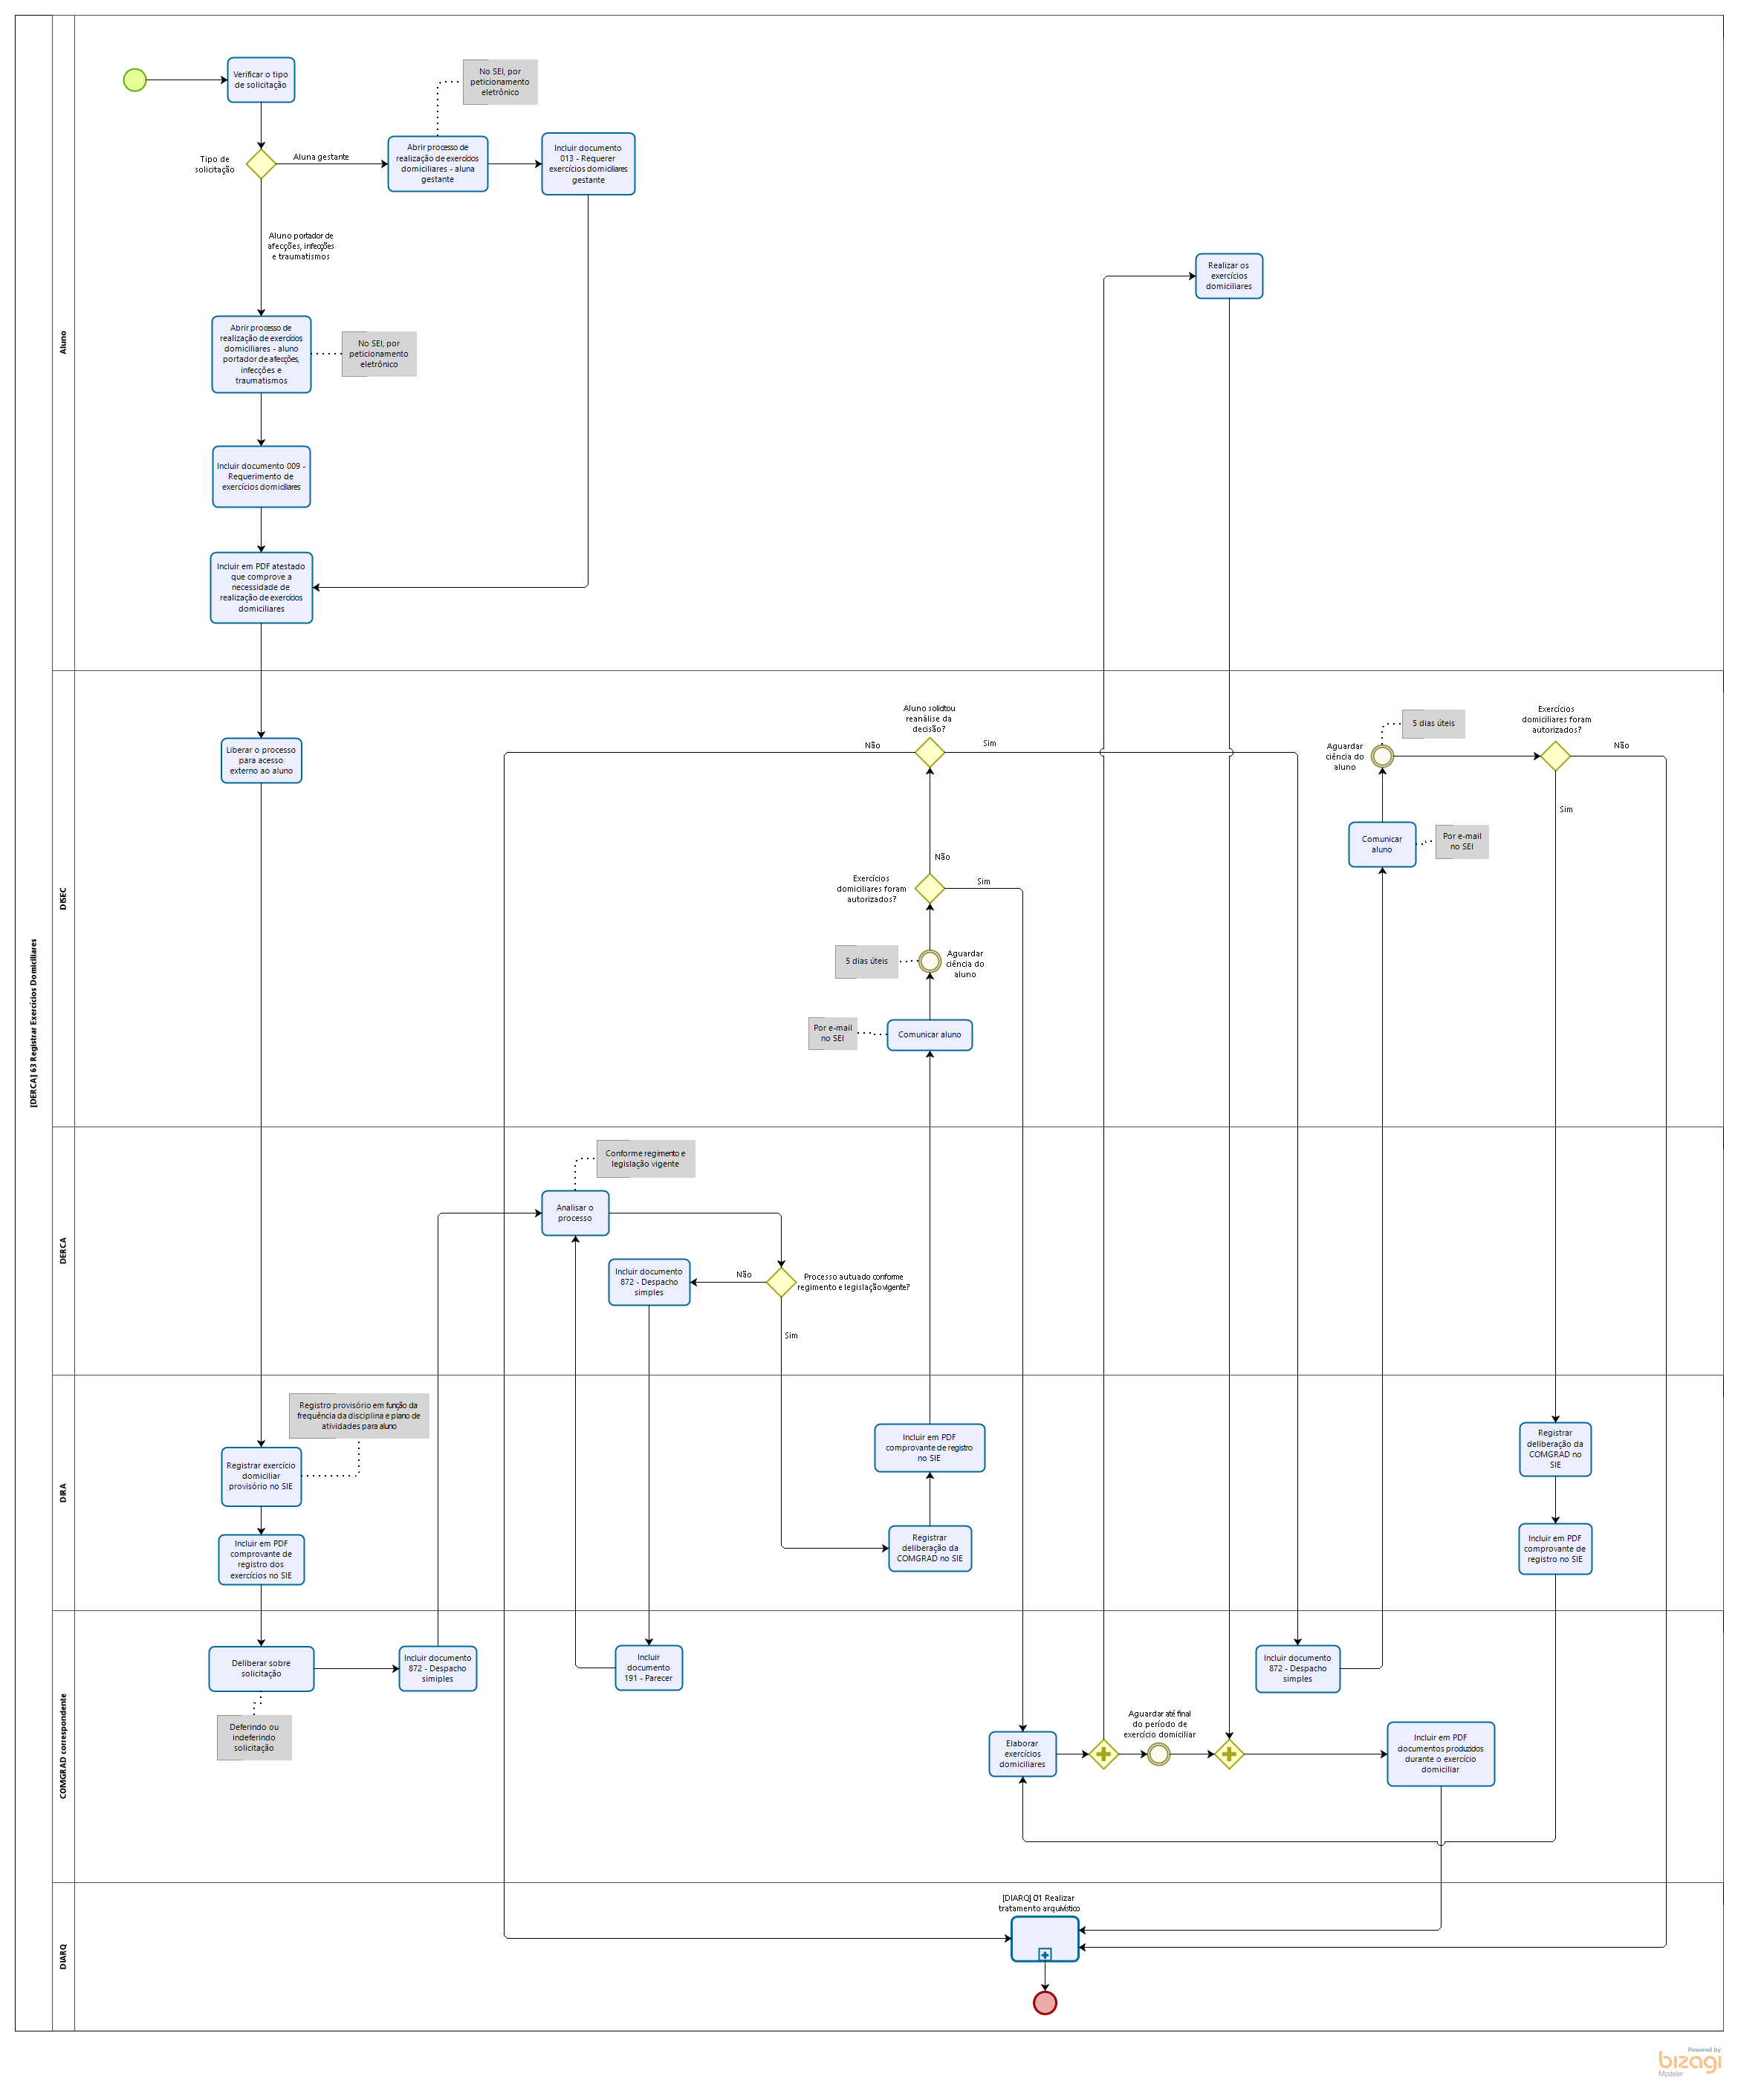 [DERCA] 63 Registrar Exercícios Domiciliares
Aluno
Verificar o tipo
de solicitação
Tipo de
solicitação
Aluna gestante
No SEI, por
peticionamento
eletrônico
Abrir processo de
realização de exercícios
domiciliares - aluna
gestante
Incluir documento
013 - Requerer
exercícios domiciliares
gestante
Aluno portador de
afecções, infecções
e traumatismos
Abrir processo de
realização de exercícios
domiciliares - aluno
portador de afecções,
infecções e
traumatismos
No SEI, por
peticionamento
eletrônico
Incluir documento 009 -
Requerimento de
exercícios domiciliares
Incluir em PDF atestado
que comprove a
necessidade de
realização de exercícios
domiciliares
Realizar os
exercícios
domiciliares
DISEC
Liberar o processo
para acesso
externo ao aluno
Aluno solicitou
reanálise da
decisão?
Não
Sim
Não
Exercícios
domiciliares foram
autorizados?
Sim
5 dias úteis
Aguardar
ciência do
aluno
Por e-mail
no SEI
Comunicar aluno
5 dias úteis
Aguardar
ciência do
aluno
Comunicar
aluno
Por e-mail
no SEI
Exercícios
domiciliares foram
autorizados?
Não
Sim
DERCA
Conforme regimento e
legislação vigente
Analisar o
processo
Incluir documento
872 - Despacho
simples
Não
Processo autuado conforme
regimento e legislação vigente?
Sim
DIRA
Registro provisório em função da
frequência da disciplina e plano de
atividades para aluno
Registrar exercício
domiciliar
provisório no SIE
Incluir em PDF
comprovante de
registro dos
exercícios no SIE
Incluir em PDF
comprovante de registro
no SIE
Registrar
deliberação da
COMGRAD no SIE
Registrar
deliberação da
COMGRAD no
SIE
Incluir em PDF
comprovante de
registro no SIE
COMGRAD correspondente
Deliberar sobre
solicitação
Deferindo ou
indeferindo
solicitação
Incluir documento
872 - Despacho
simiples
Incluir
documento
191 - Parecer
Elaborar
exercícios
domiciliares
Aguardar até final
do período de
exercício domiciliar
Incluir documento
872 - Despacho
simples
Incluir em PDF
documentos produzidos
durante o exercício
domiciliar
DIARQ
[DIARQ] 01 Realizar
tratamento arquivístico
Powered by
bizagi
Modeler